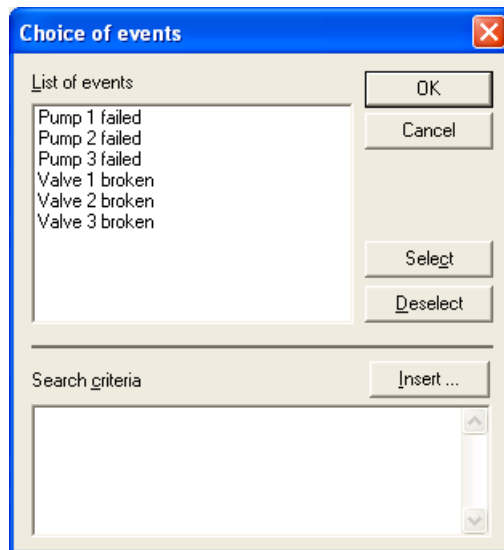 Choice of events
List of events
OK
Pump 1 failed
Pump 2 failed
Pump 3 failed
Valve 1 broken
Valve 2 broken
Valve 3 broken
Cancel
Select
Deselect
Search criteria
Insert ...